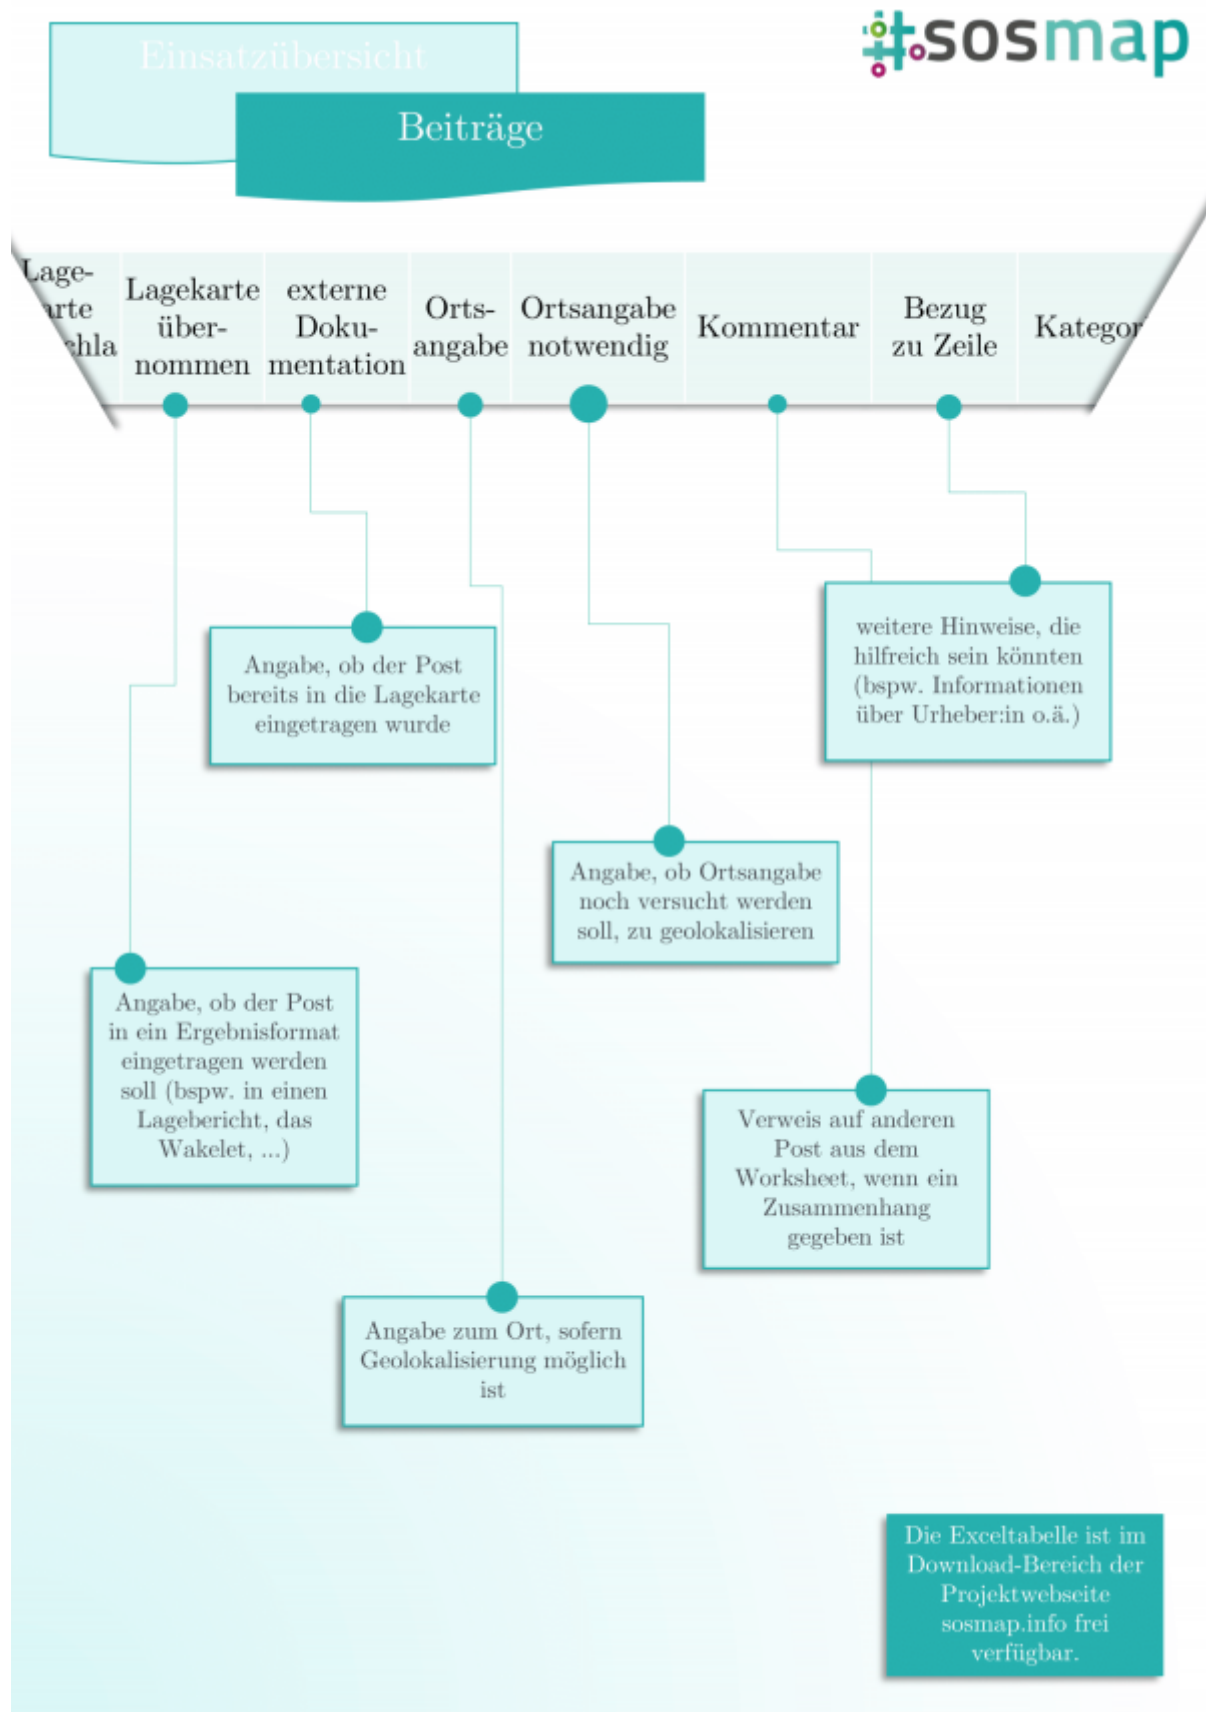 Einsatzübersicht
#sosmap
Beiträge
Lage-
arte
chla
Lagekarte
über-
nommen
externe
Doku-
mentation
Orts-
angabe
Ortsangabe
notwendig
Kommentar
Bezug
zu Zeile
Kategori
weitere Hinweise, die
hilfreich sein könnten
(bspw. Informationen
über Urheber:in o.ä.)
Angabe, ob der Post
bereits in die Lagekarte
eingetragen wurde
Angabe, ob Ortsangabe
noch versucht werden
soll, zu geolokalisieren
Angabe, ob der Post
in ein Ergebnisformat
eingetragen werden
soll (bspw. in einen
Lagebericht, das
Wakelet, ...)
Verweis auf anderen
Post aus dem
Worksheet, wenn ein
Zusammenhang
gegeben ist
Angabe zum Ort, sofern
Geolokalisierung möglich
ist
Die Exceltabelle ist im
Download-Bereich der
Projektwebseite
sosmap.info frei
verfügbar.